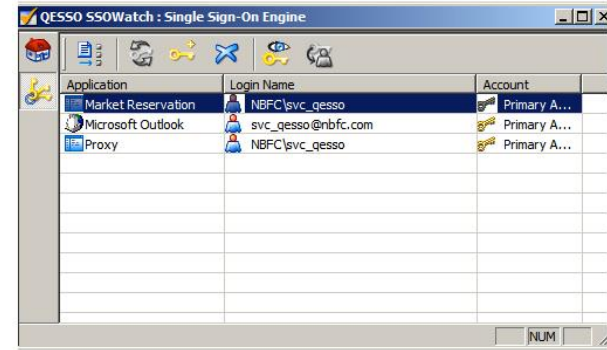 QESSO SSOWatch : Single Sign-On Engine
Application Login Name Account
Market Reservation NBFC\svc_qesso Primary A...
Microsoft Outlook svc_qesso@nbfc.com Primary A...
Proxy NBFC\svc_qesso Primary A...
NUM